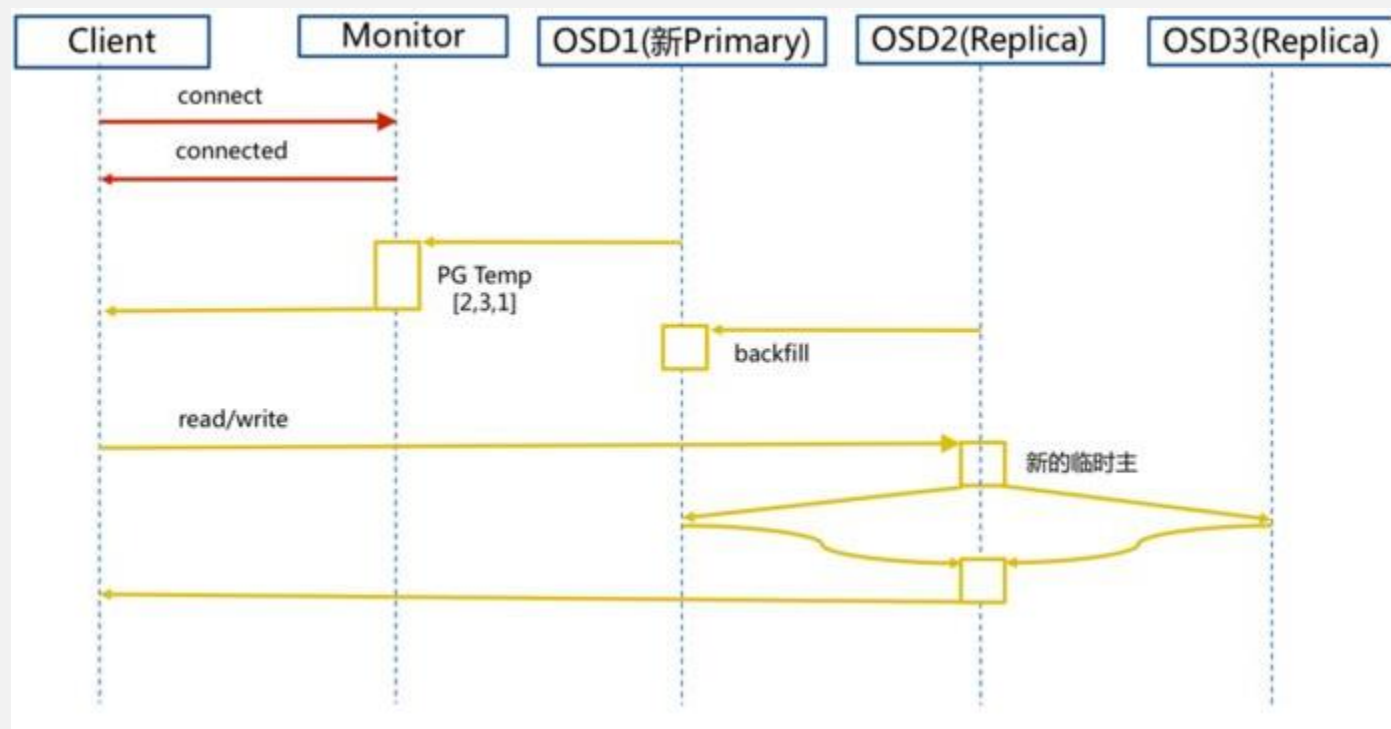 Client
Monitor
OSD1(新Primary)
OSD2(Replica)
OSD3(Replica)
connect
connected
PG Temp
[2,3,1]
backfill
read/write
新的临时主